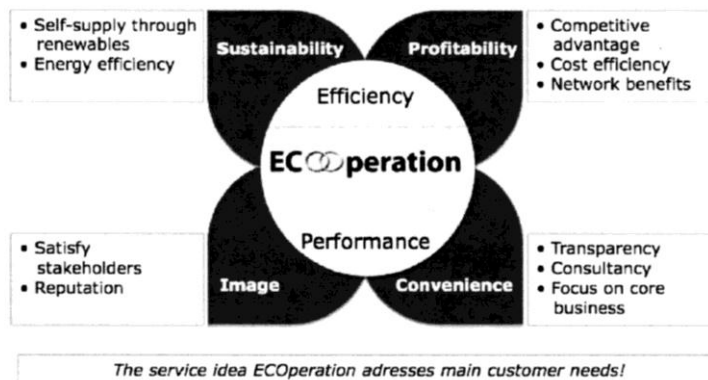 • Self-supply through
renewables
• Energy efficiency
Sustainability
Profitability
• Competitive
advantage
• Cost efficiency
• Network benefits
Efficiency
ECOOperation
Performance
• Satisfy
stakeholders
• Reputation
Image
Convenience
• Transparency
• Consultancy
• Focus on core
business
The service idea ECOperation adresses main customer needs!